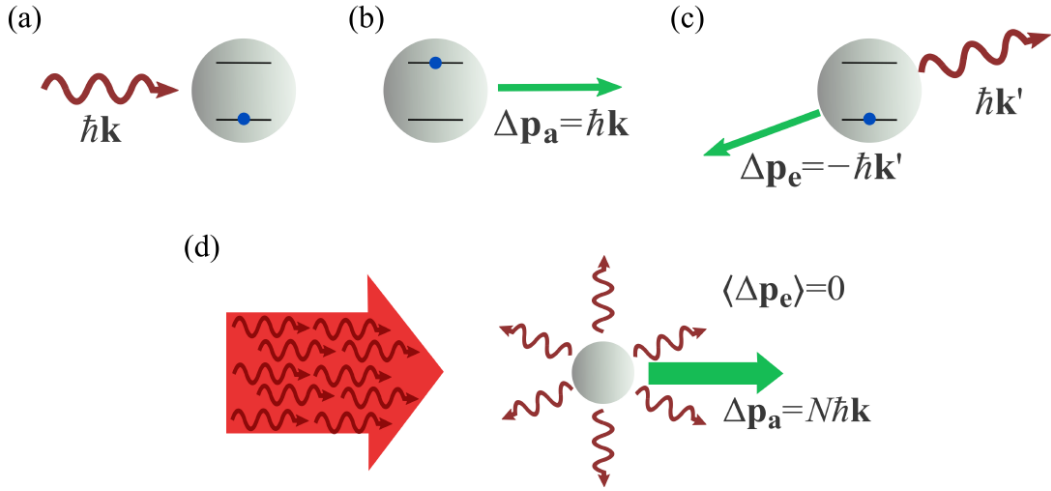 (a)
ħk
(b)
Δpₐ=ħk
(c)
ħk'
Δpₑ=−ħk'
(d)
⟨Δpₑ⟩=0
Δpₐ=Nħk